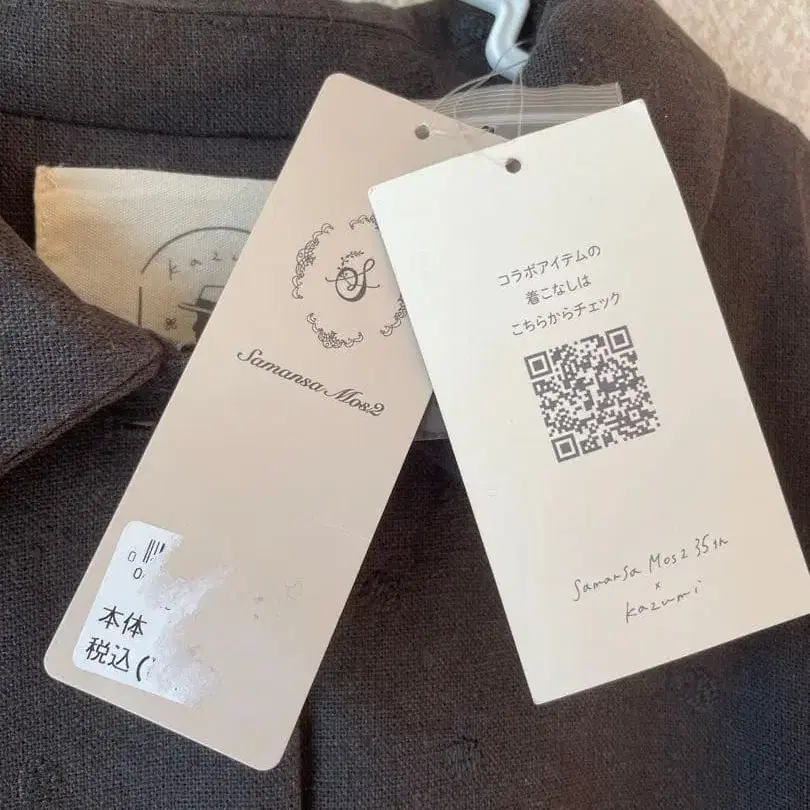 kazu
S
Samansa Mos2
本体
税込(
コラボアイテムの
着こなしは
こちらからチェック
Samansa Mos2 35th
×
kazumi